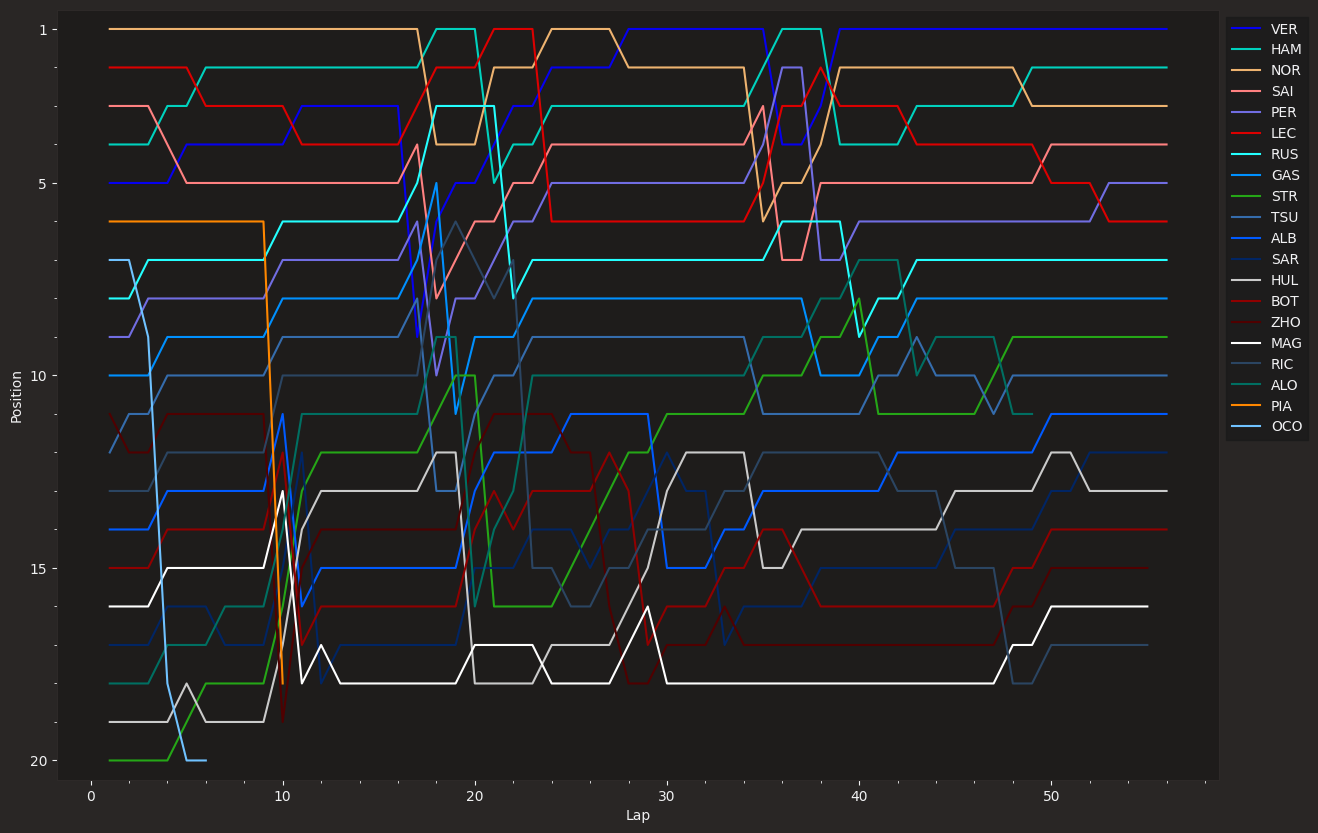 1
5
10
15
20
Position
0
10
20
30
40
50
Lap
VER
HAM
NOR
SAI
PER
LEC
RUS
GAS
STR
TSU
ALB
SAR
HUL
BOT
ZHO
MAG
RIC
ALO
PIA
OCO